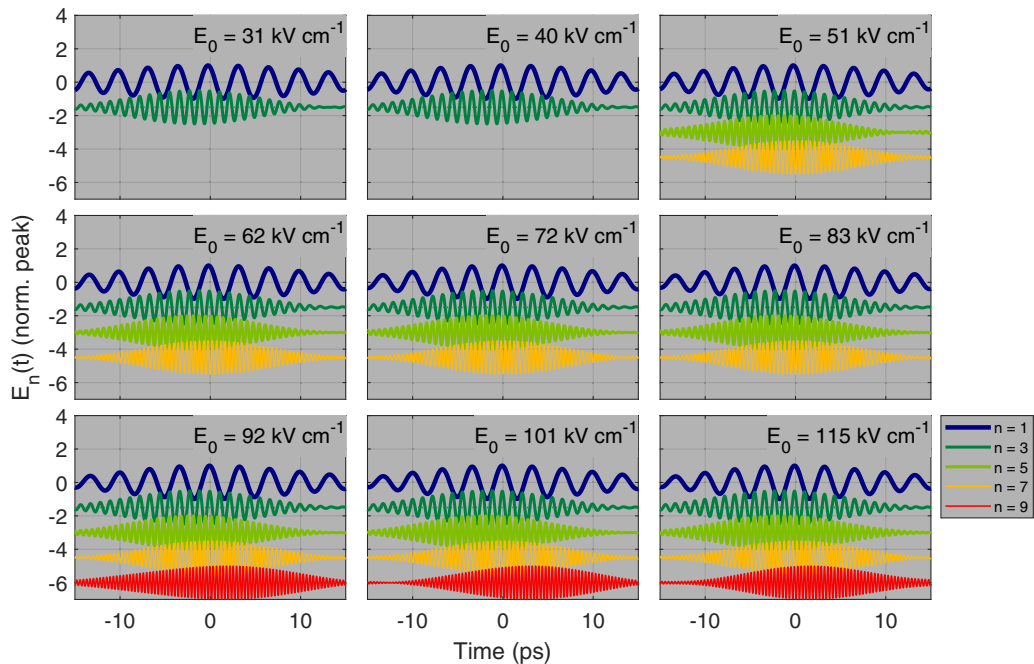 E₀ = 31 kV cm⁻¹
E₀ = 40 kV cm⁻¹
E₀ = 51 kV cm⁻¹
4
2
0
-2
-4
-6
E₀ = 62 kV cm⁻¹
E₀ = 72 kV cm⁻¹
E₀ = 83 kV cm⁻¹
4
2
0
-2
-4
-6
Eₙ(t) (norm. peak)
E₀ = 92 kV cm⁻¹
E₀ = 101 kV cm⁻¹
E₀ = 115 kV cm⁻¹
4
2
0
-2
-4
-6
-10 0 10
-10 0 10
-10 0 10
Time (ps)
n = 1
n = 3
n = 5
n = 7
n = 9